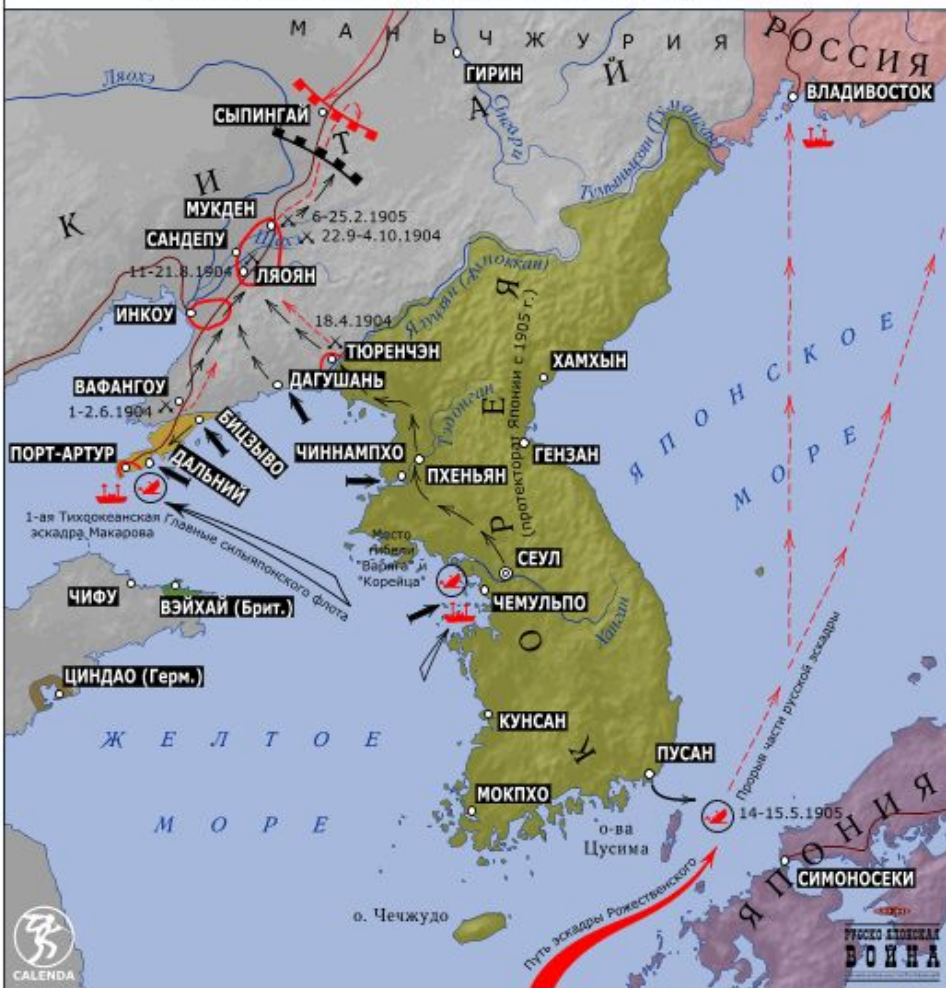 МАНЬЧЖУРИЯ
РОССИЯ
КИТАЙ
Ляохэ
ГИРИН
Сунгари
ВЛАДИВОСТОК
СЫПИНГАЙ
Тумыньцзян (Туманган)
МУКДЕН
6-25.2.1905
Шахэ
22.9-4.10.1904
САНДЕПУ
11-21.8.1904
ЛЯОЯН
ИНКОУ
Ялуцзян (Амноккан)
18.4.1904
ТЮРЕНЧЭН
ВАФАНГОУ
1-2.6.1904
ДАГУШАНЬ
БИЦЗЫВО
ПОРТ-АРТУР
ДАЛЬНИЙ
ХАМХЫН
Тэдонган
ЧИННАМПХО
ПХЕНЬЯН
ГЕНЗАН
КОРЕЯ
(протекторат Японии с 1905 г.)
ЯПОНСКОЕ
МОРЕ
1-ая Тихоокеанская
эскадра Макарова
Главные силы японского флота
Место
гибели
"Варяга" и
"Корейца"
СЕУЛ
ЧЕМУЛЬПО
Ханган
ЧИФУ
ВЭЙХАЙ (Брит.)
ЦИНДАО (Герм.)
ЖЕЛТОЕ
МОРЕ
КУНСАН
МОКПХО
ПУСАН
Прорыв части русской эскадры
14-15.5.1905
о-ва
Цусима
ЯПОНИЯ
СИМОНОСЕКИ
о. Чечжудо
Путь эскадры Рожественского
CALENDA
РУССКО ЯПОНСКАЯ
ВОЙНА